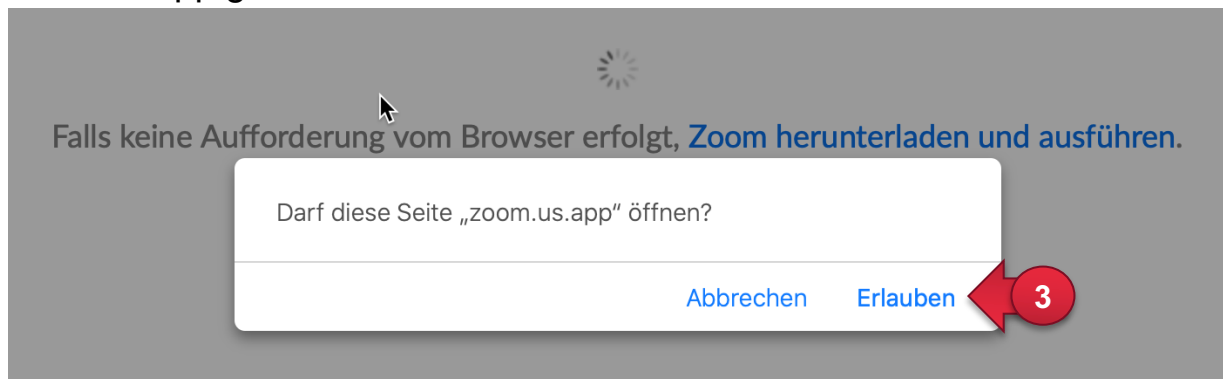 Falls keine Aufforderung vom Browser erfolgt, Zoom herunterladen und ausführen.
Darf diese Seite „zoom.us.app“ öffnen?
Abbrechen Erlauben 3